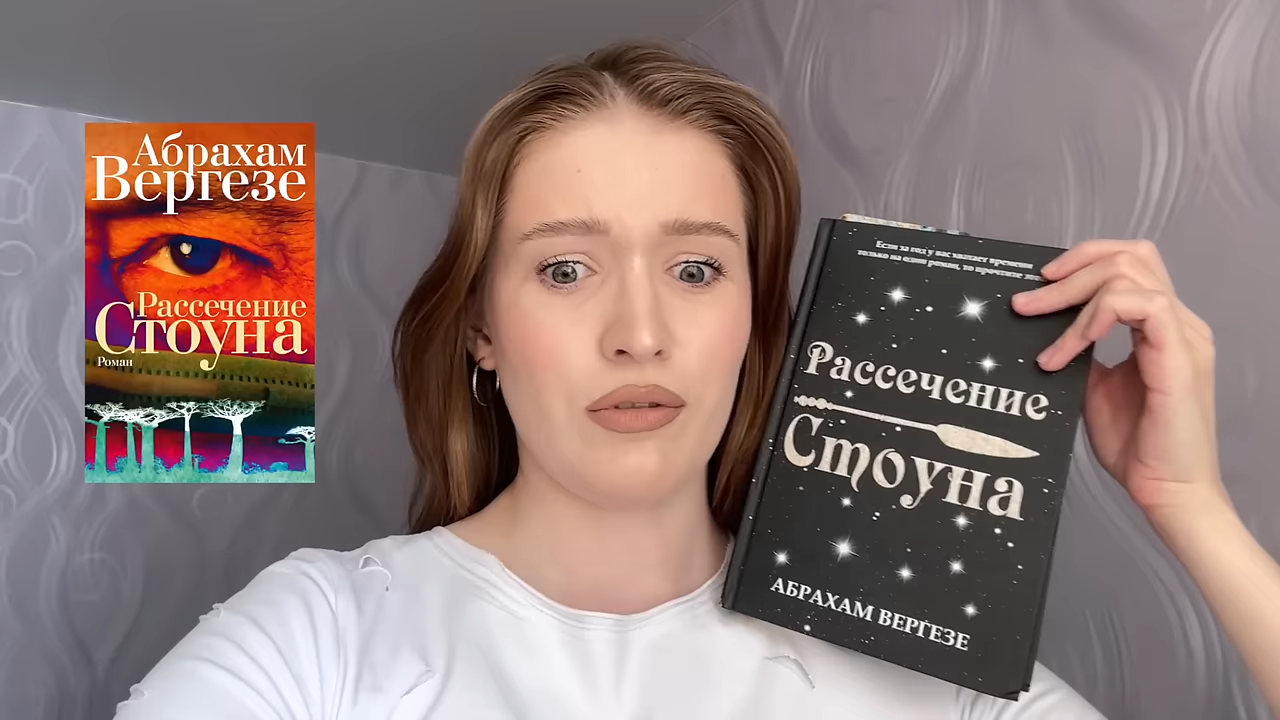 Абрахам
Вергезе
Рассечение
Стоуна
Роман
Если за год у вас хватает времени
только на один роман, то прочтите
Рассечение
Стоуна
АБРАХАМ ВЕРГЕЗЕ